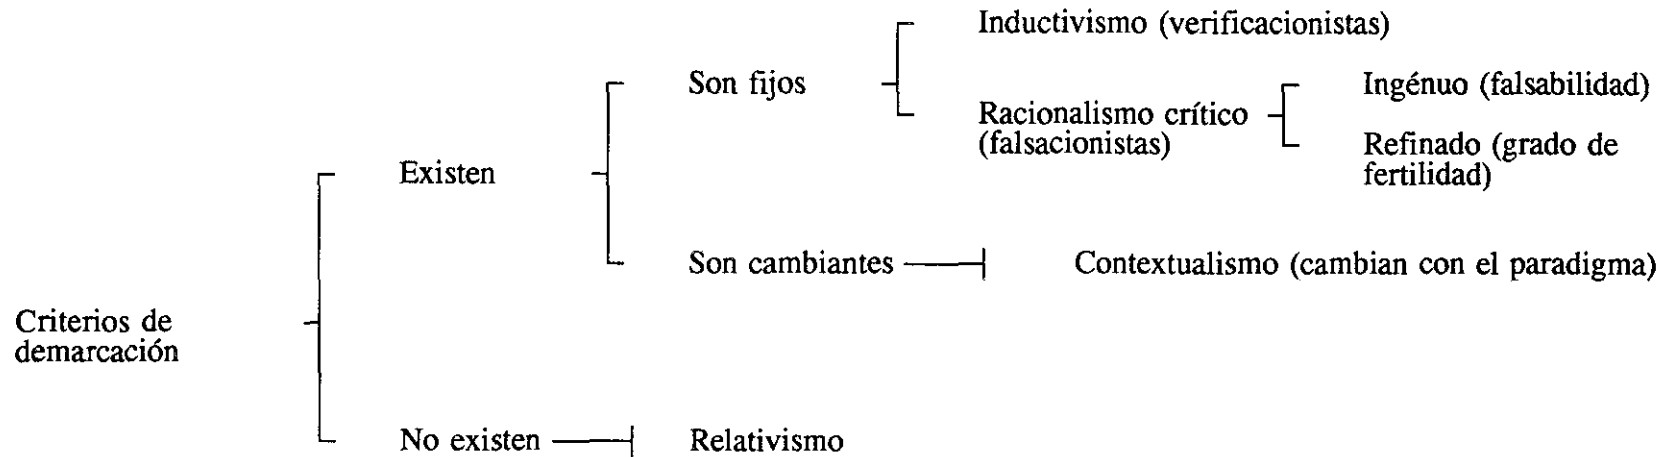 Inductivismo (verificacionistas)
Son fijos
Ingénuo (falsabilidad)
Racionalismo crítico
(falsacionistas)
Refinado (grado de
fertilidad)
Existen
Son cambiantes
Contextualismo (cambian con el paradigma)
Criterios de
demarcación
No existen
Relativismo